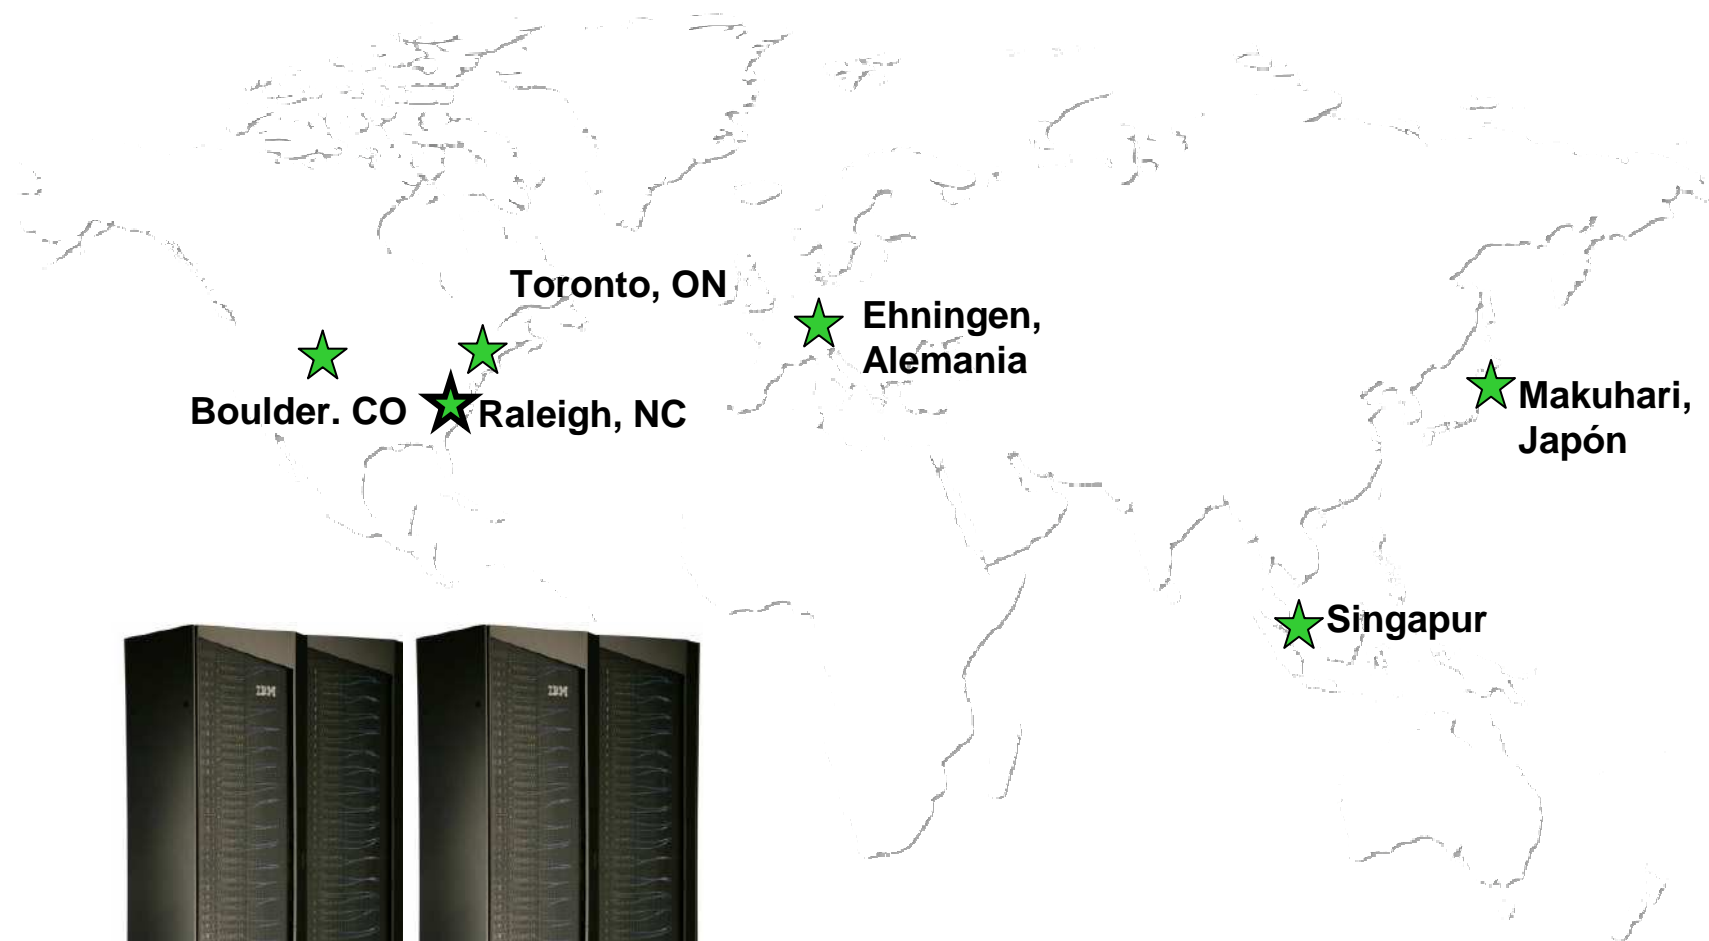 Toronto, ON
Ehningen,
Alemania
Boulder. CO
Raleigh, NC
Makuhari,
Japón
Singapur
IBM
IBM